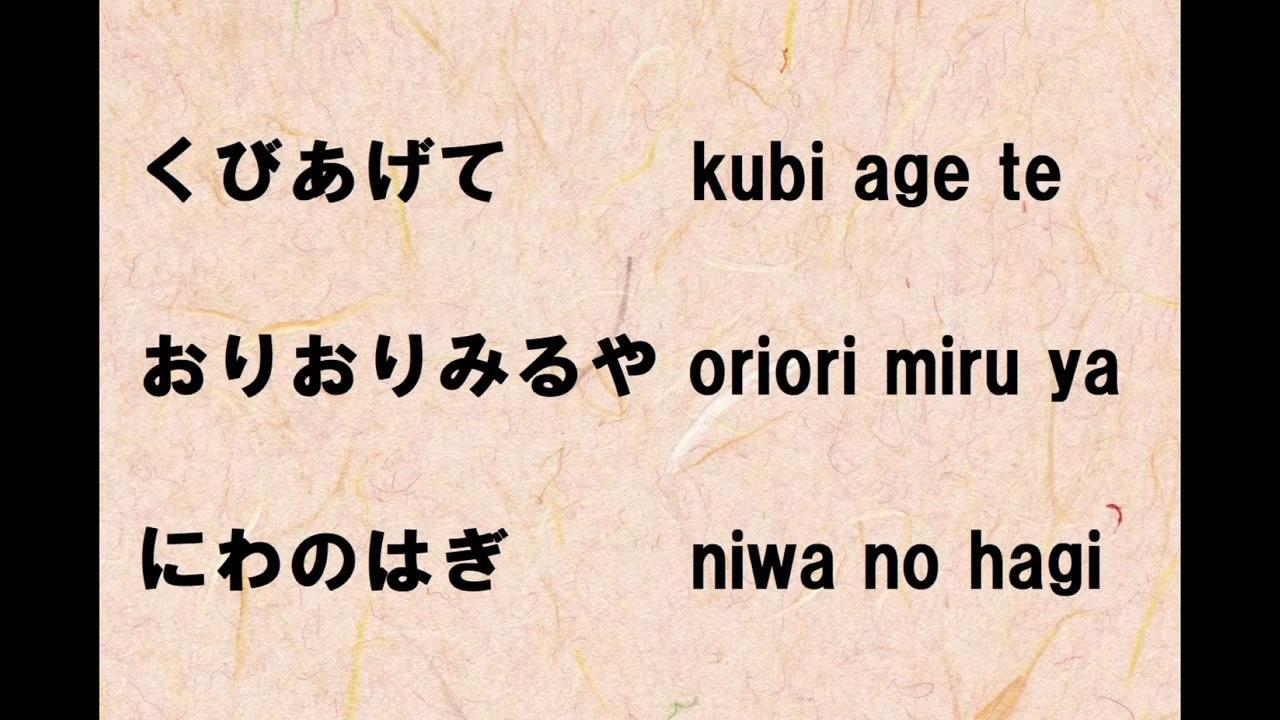 くびあげて kubi age te
おりおりみるや oriori miru ya
にわのはぎ niwa no hagi